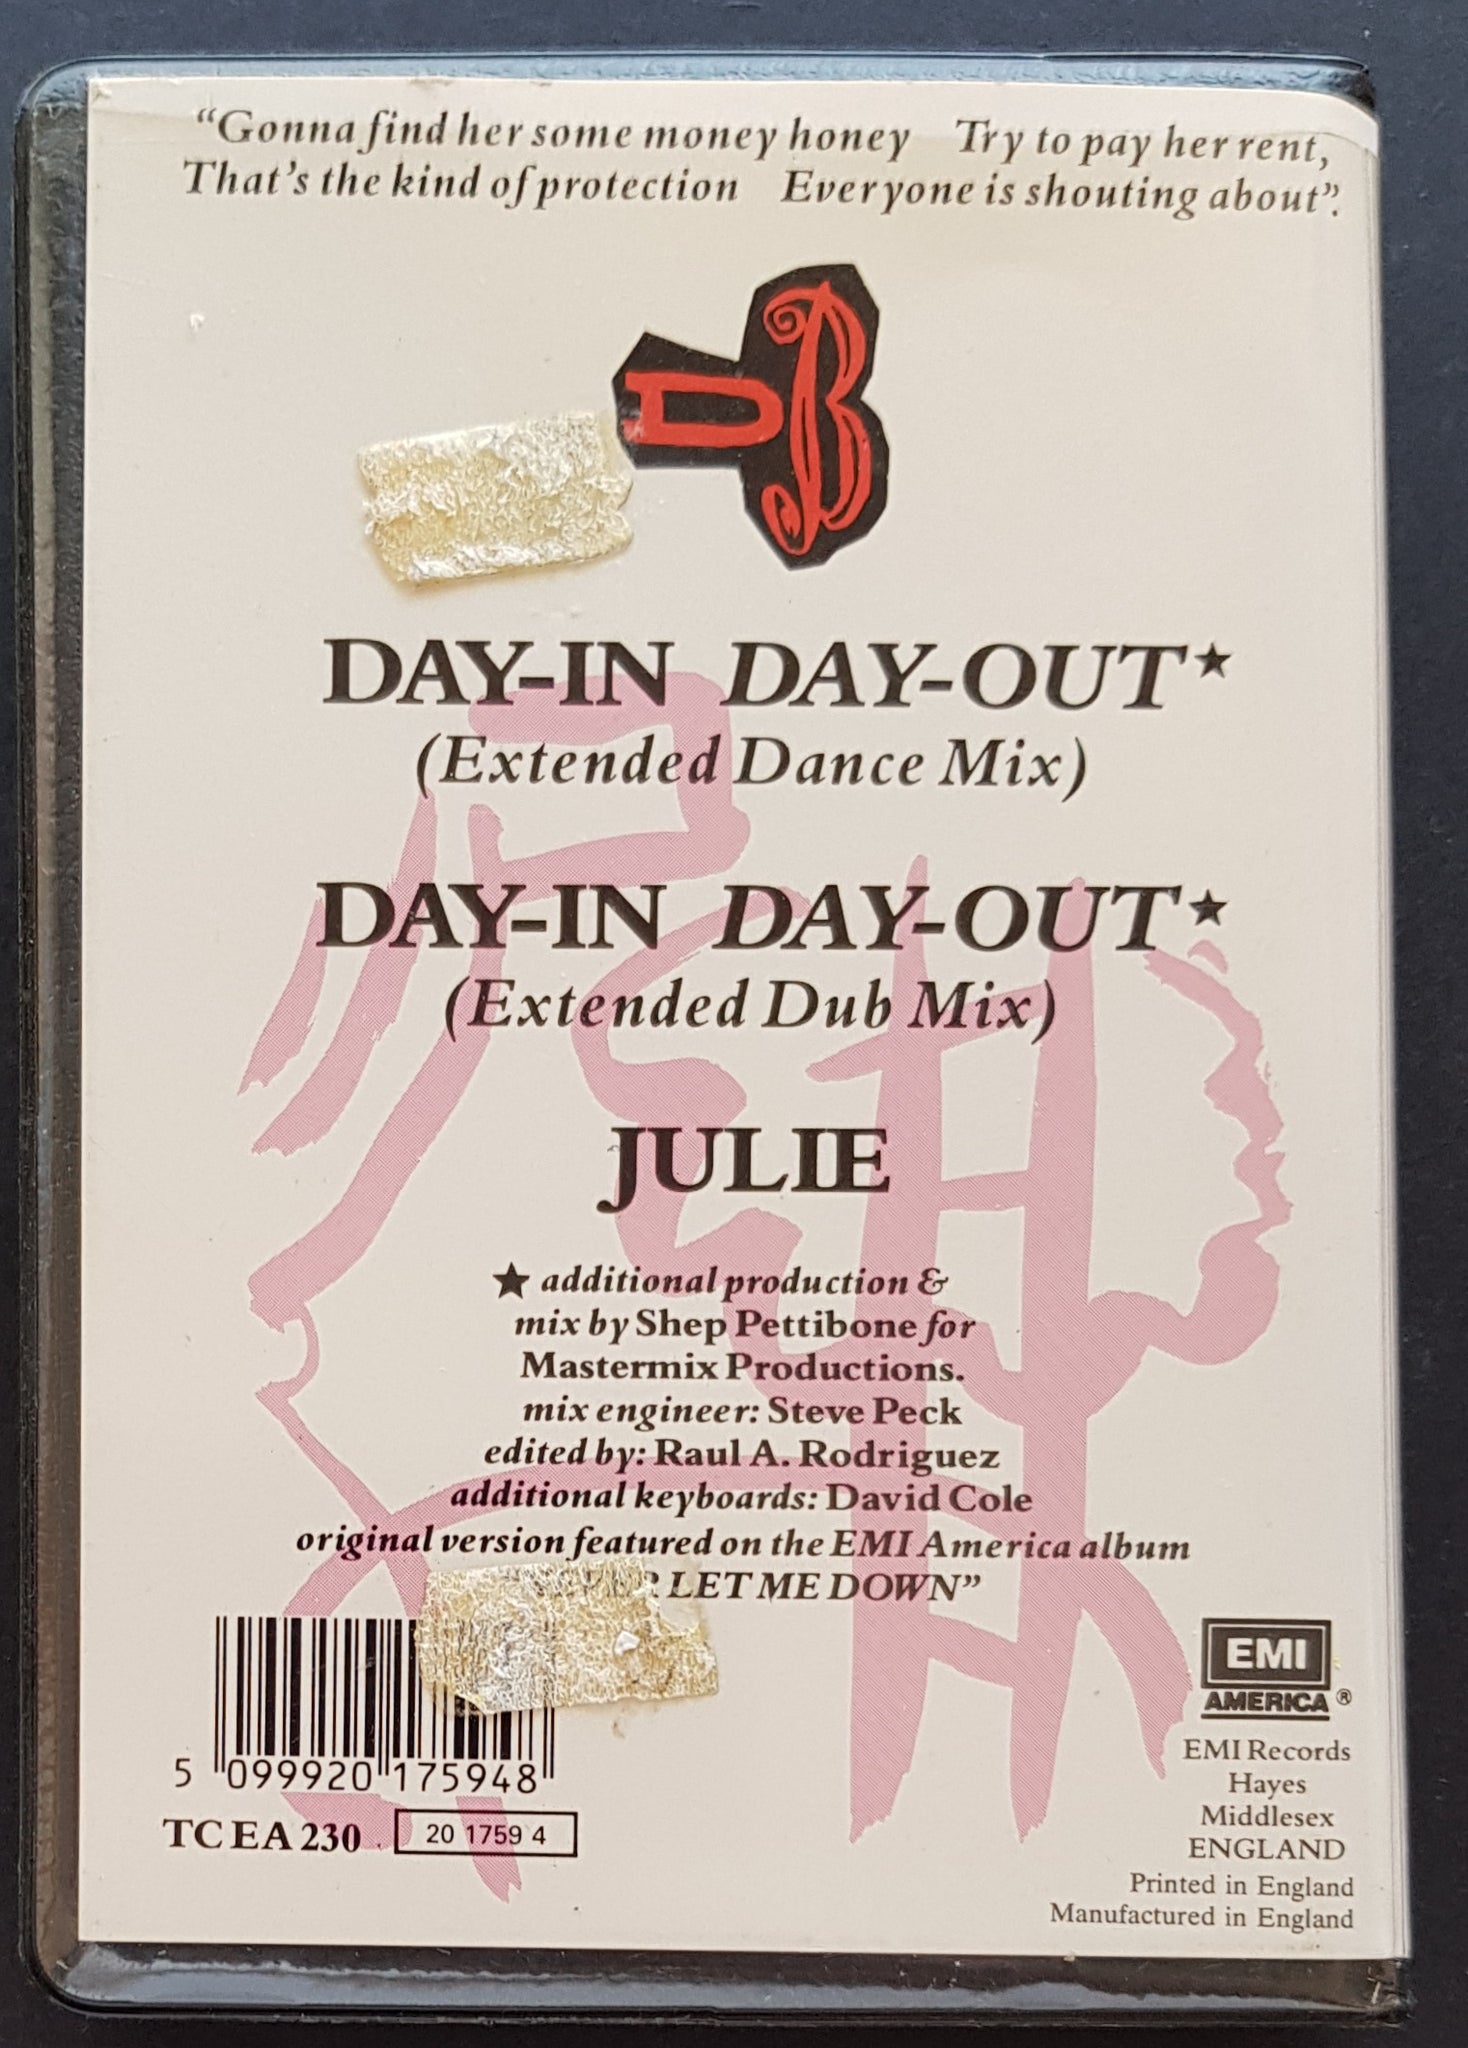 “Gonna find her some money honey Try to pay her rent,
That’s the kind of protection Everyone is shouting about”.
DB
DAY-IN DAY-OUT★
(Extended Dance Mix)
DAY-IN DAY-OUT★
(Extended Dub Mix)
JULIE
★ additional production &
mix by Shep Pettibone for
Mastermix Productions.
mix engineer: Steve Peck
edited by: Raul A. Rodriguez
additional keyboards: David Cole
original version featured on the EMI America album
LET ME DOWN”
5 099920 175948
TC EA 230
20 1759 4
EMI
AMERICA ®
EMI Records
Hayes
Middlesex
ENGLAND
Printed in England
Manufactured in England